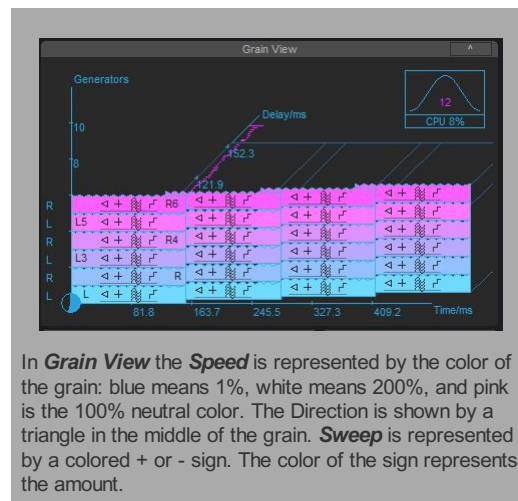 Grain View
^
Generators
12
CPU 8%
Delay/ms
10
152.3
8
121.9
R R6
L L5
R R4
L L3
R R
L L
81.8 163.7 245.5 327.3 409.2 Time/ms
In Grain View the Speed is represented by the color of
the grain: blue means 1%, white means 200%, and pink
is the 100% neutral color. The Direction is shown by a
triangle in the middle of the grain. Sweep is represented
by a colored + or - sign. The color of the sign represents
the amount.